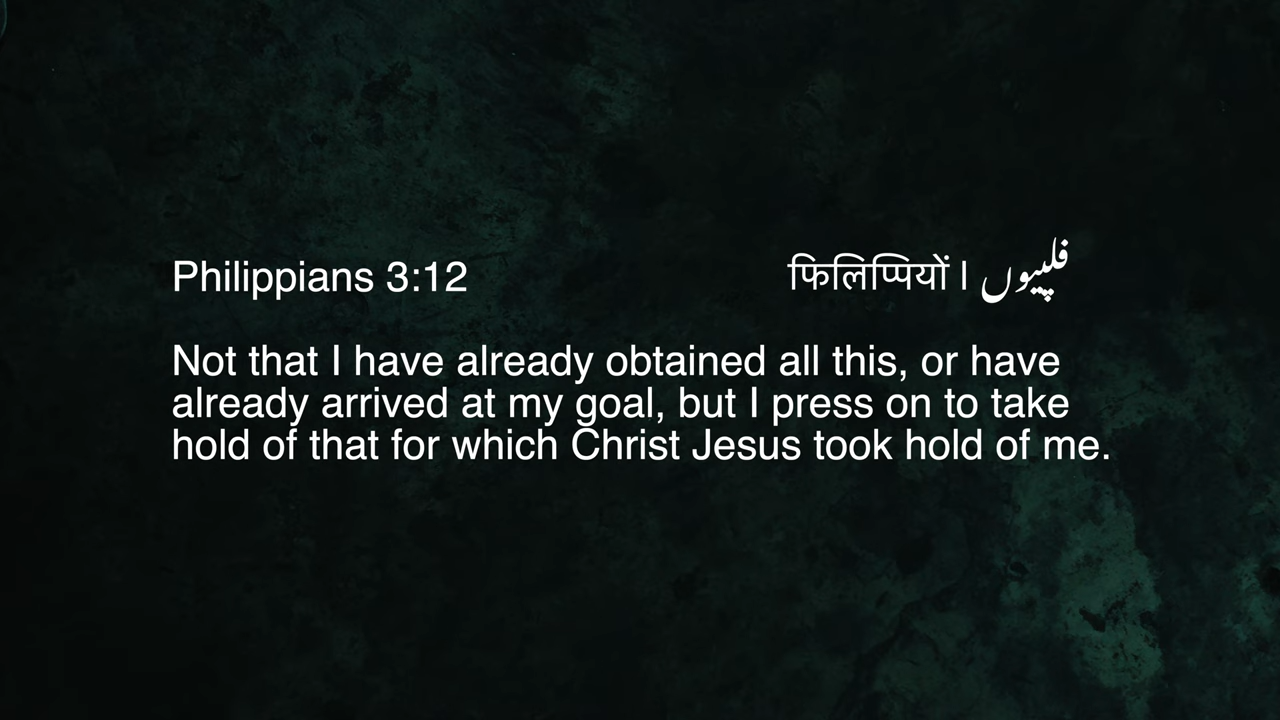 Philippians 3:12
फिलिप्पियों | فلپیوں
Not that I have already obtained all this, or have
already arrived at my goal, but I press on to take
hold of that for which Christ Jesus took hold of me.